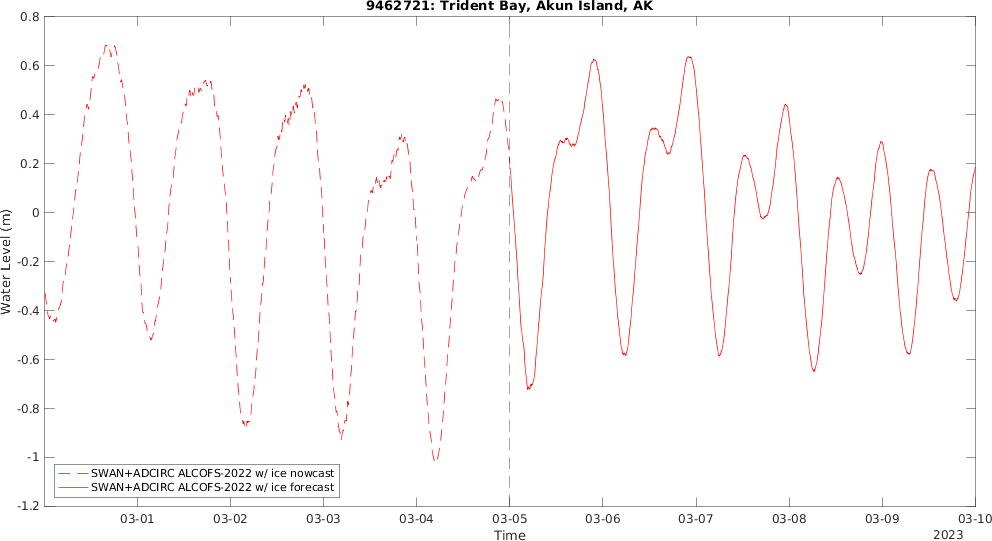 9462721: Trident Bay, Akun Island, AK
0.8
0.6
0.4
0.2
0
-0.2
-0.4
-0.6
-0.8
-1
-1.2
Water Level (m)
SWAN+ADCIRC ALCOFS-2022 w/ ice nowcast
SWAN+ADCIRC ALCOFS-2022 w/ ice forecast
03-01 03-02 03-03 03-04 03-05 03-06 03-07 03-08 03-09 03-10
Time
2023